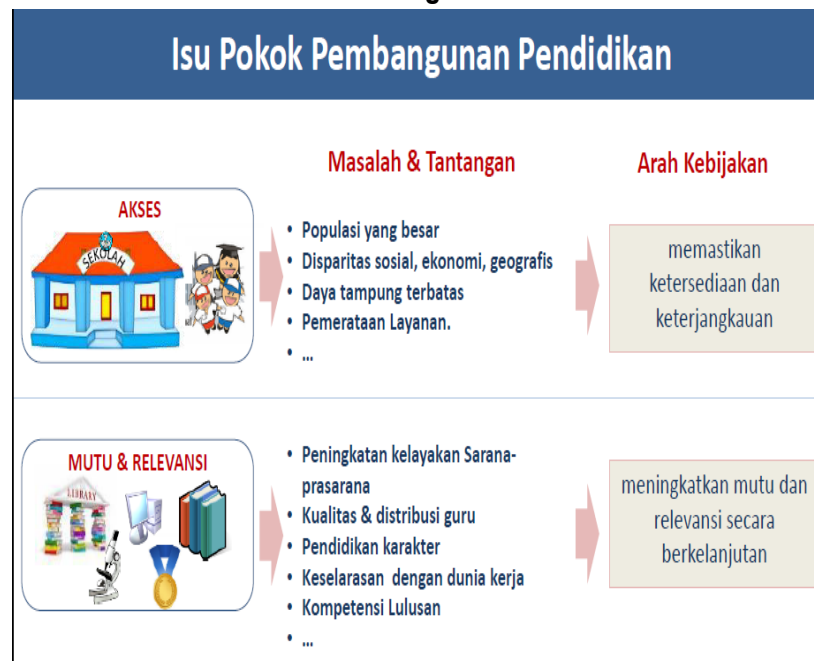 Isu Pokok Pembangunan Pendidikan
Masalah & Tantangan
Arah Kebijakan
AKSES
SEKOLAH
• Populasi yang besar
• Disparitas sosial, ekonomi, geografis
• Daya tampung terbatas
• Pemerataan Layanan.
• ...
memastikan
ketersediaan dan
keterjangkauan
MUTU & RELEVANSI
LIBRARY
• Peningkatan kelayakan Sarana-
prasarana
• Kualitas & distribusi guru
• Pendidikan karakter
• Keselarasan dengan dunia kerja
• Kompetensi Lulusan
• ...
meningkatkan mutu dan
relevansi secara
berkelanjutan